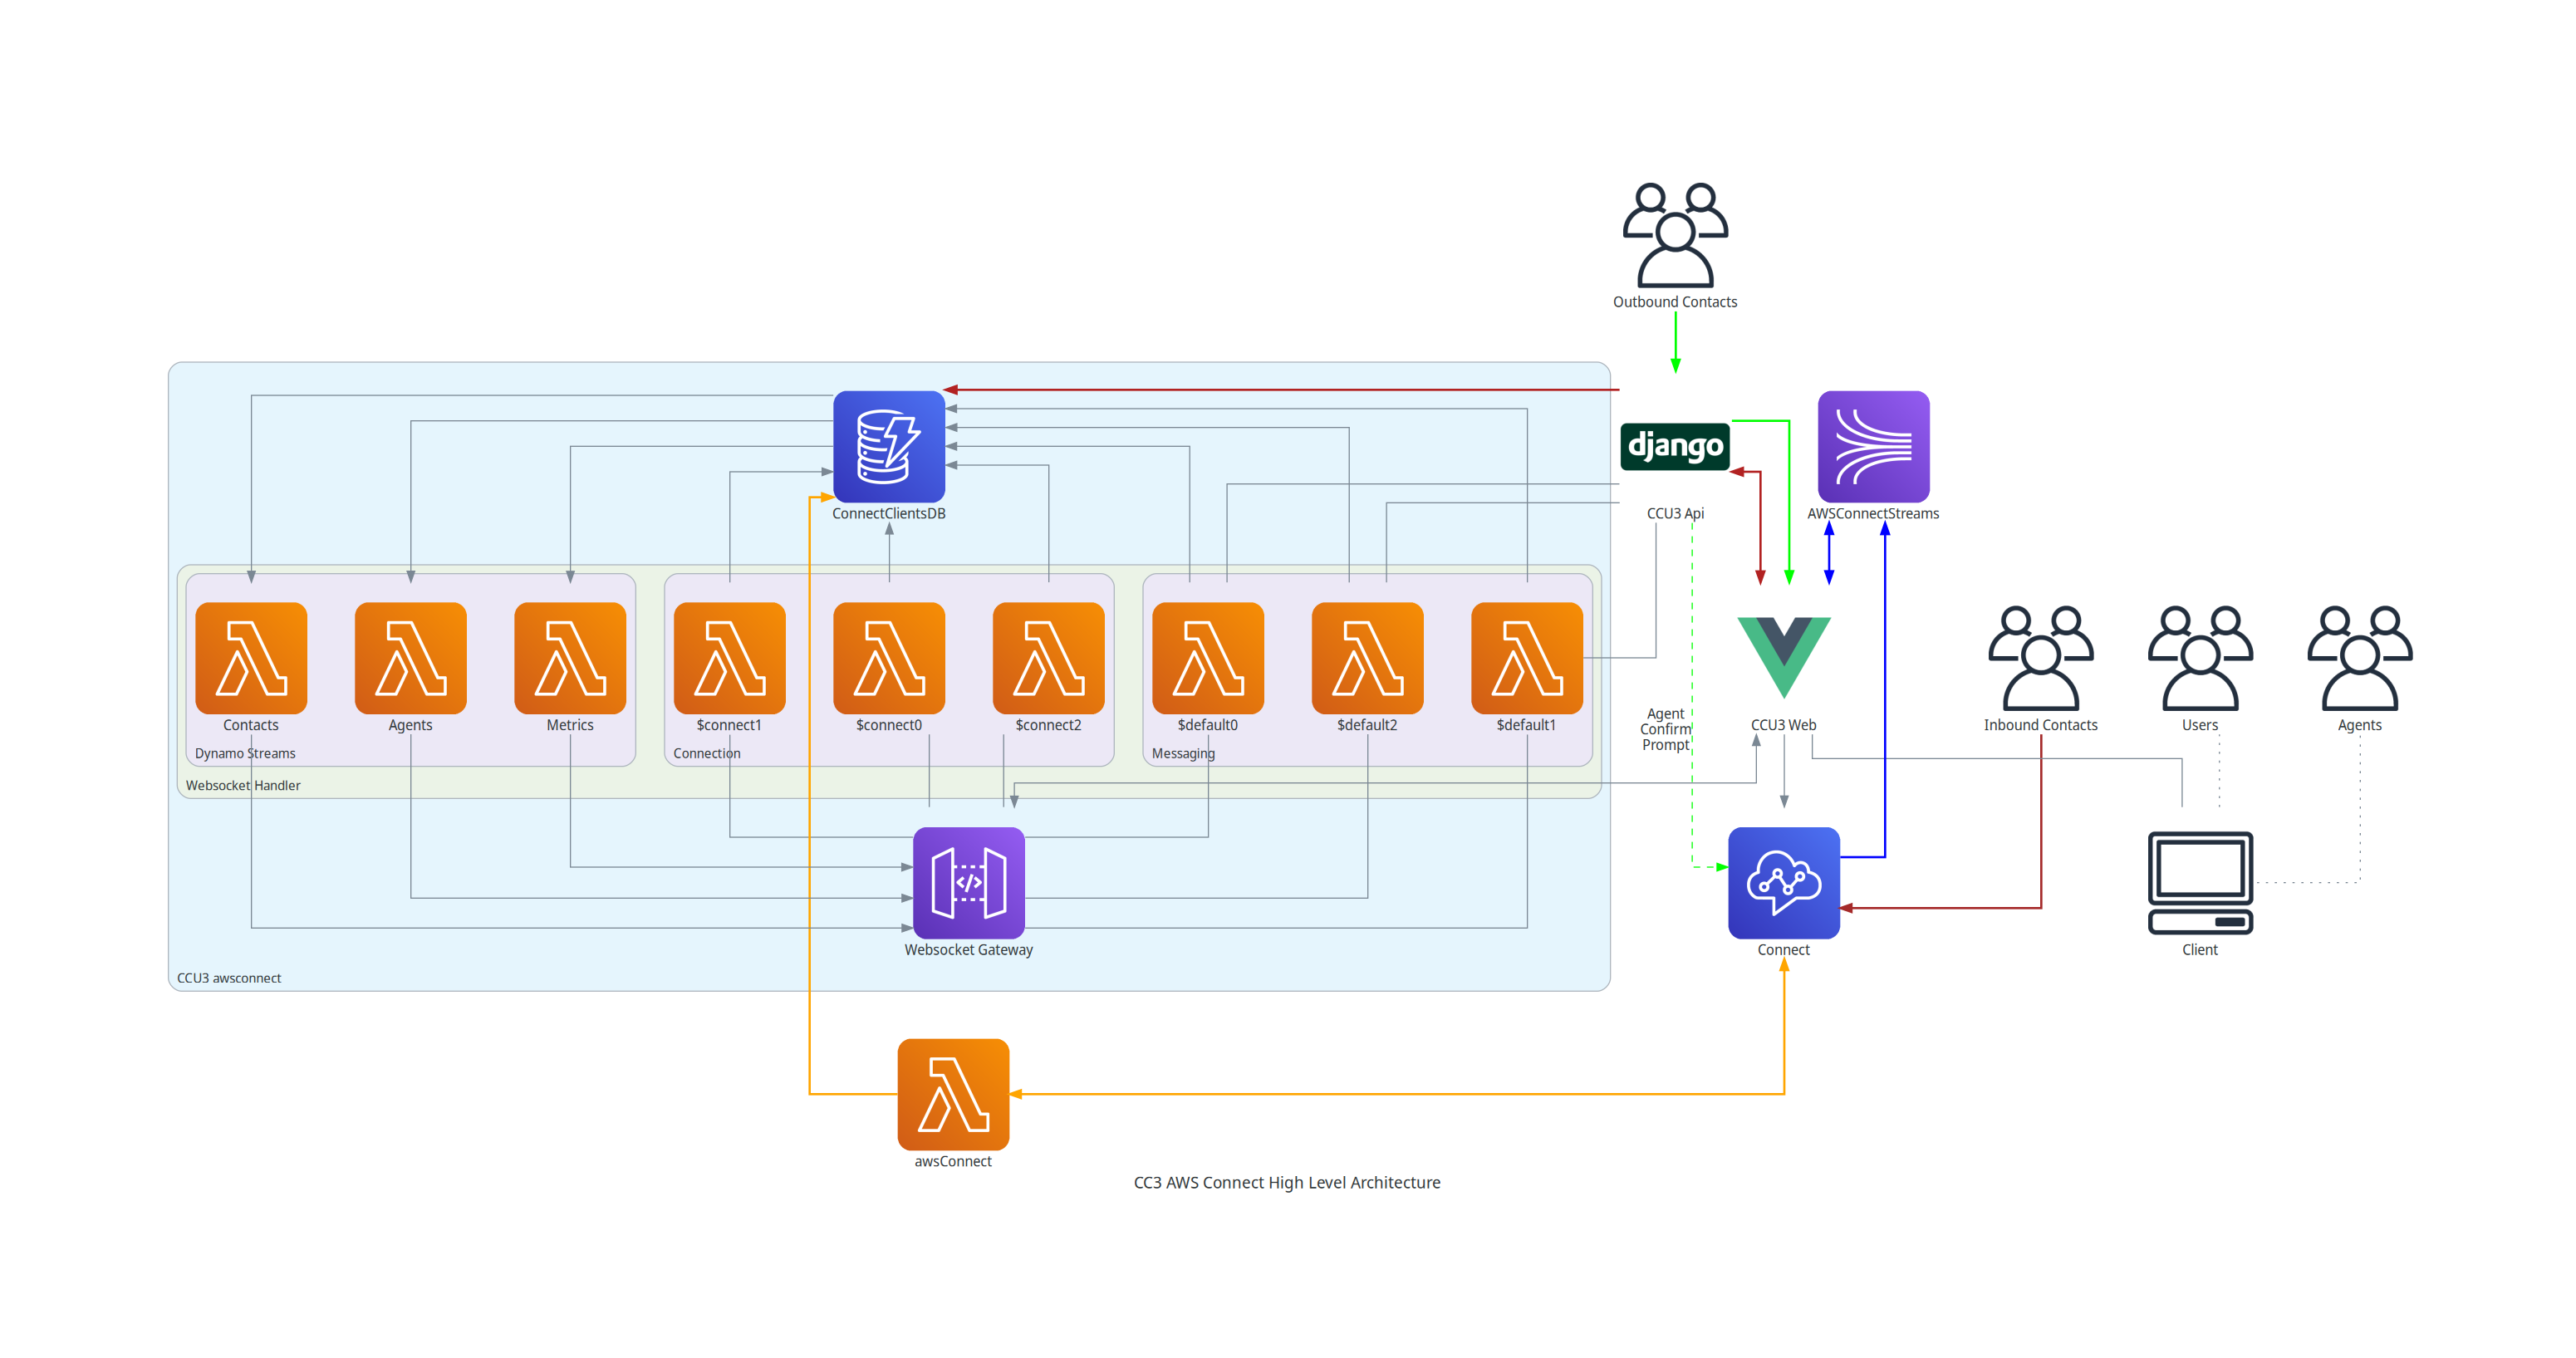 Outbound Contacts
django
ConnectClientsDB
CCU3 Api
AWSConnectStreams
Contacts
Agents
Metrics
$connect1
$connect0
$connect2
$default0
$default2
$default1
Agent
Confirm
Prompt
CCU3 Web
Inbound Contacts
Users
Agents
Dynamo Streams
Connection
Messaging
Websocket Handler
</>
Websocket Gateway
Connect
Client
CCU3 awsconnect
awsConnect
CC3 AWS Connect High Level Architecture